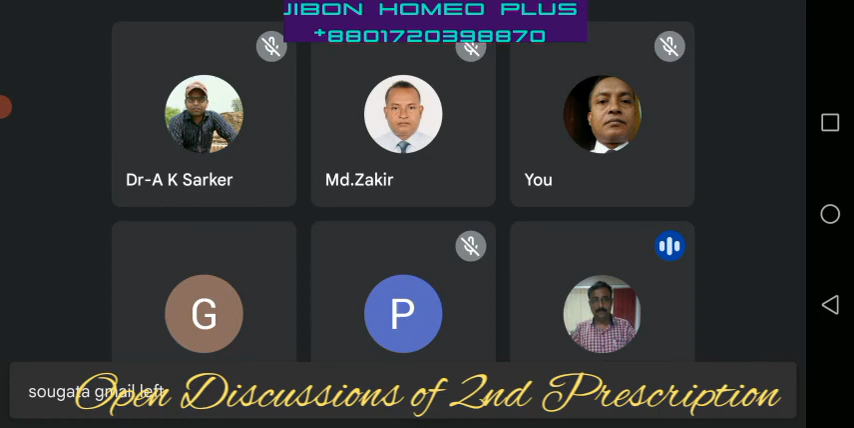 JIBON HOMEO PLUS
+8801720398870
Dr-A K Sarker
Md.Zakir
You
G
P
sougata gmail left
Open Discussions of 2nd Prescription